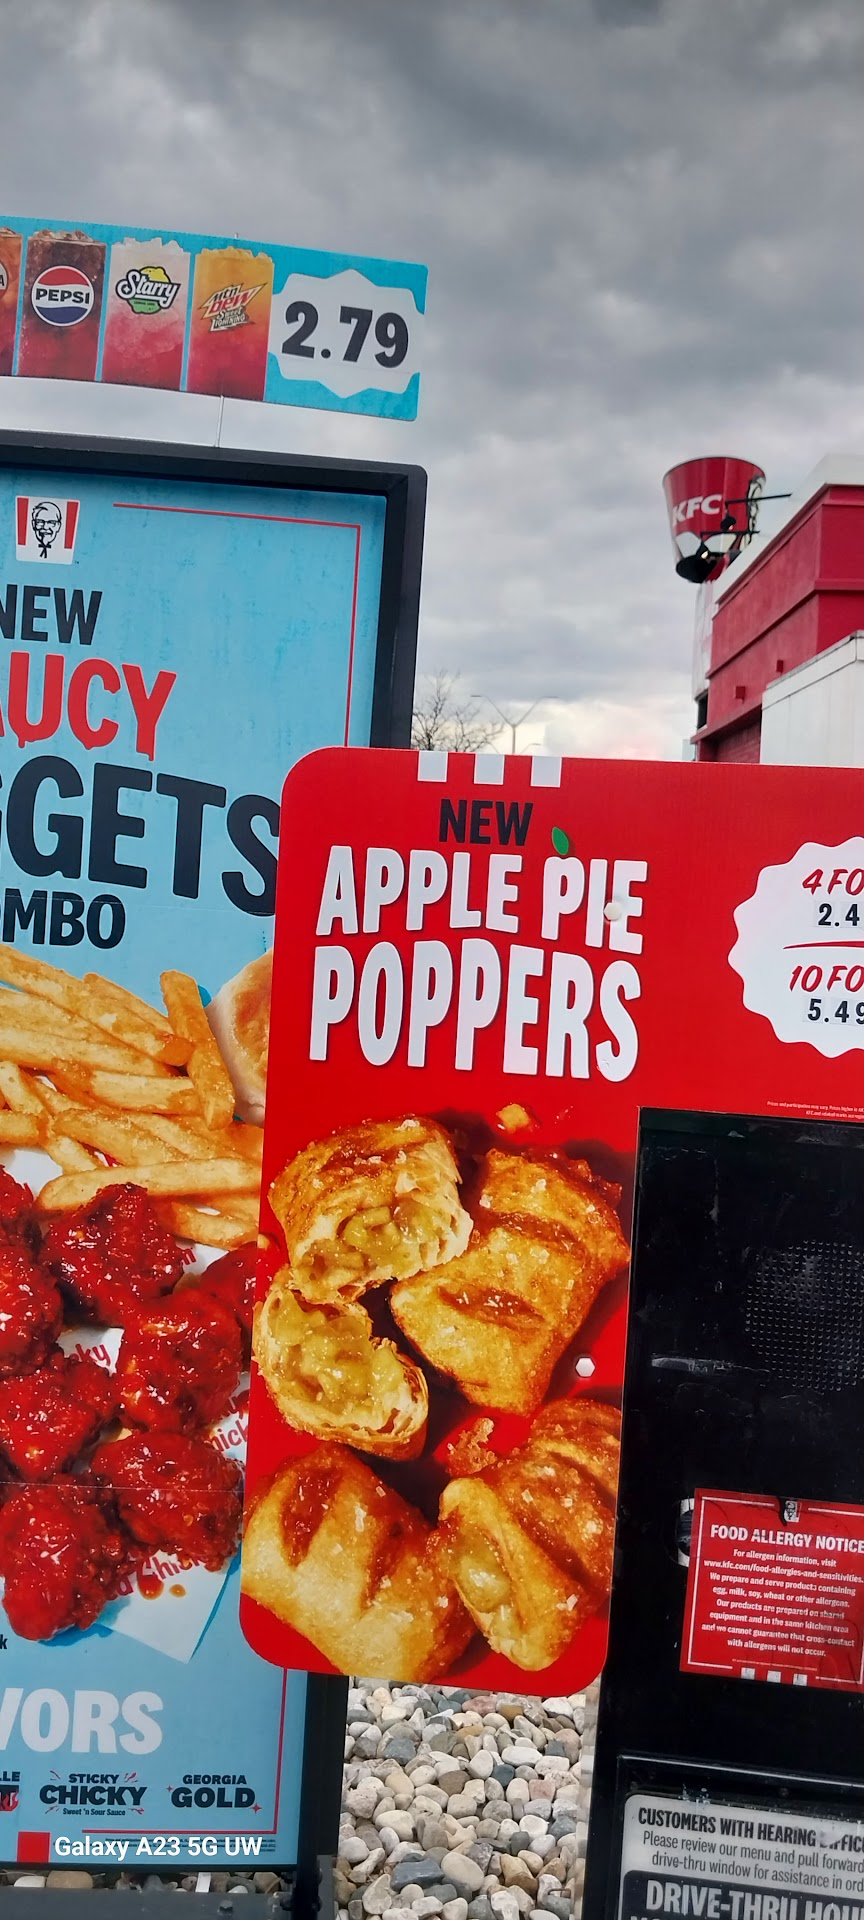 PEPSI
Starry
mtn
DEW
Sweet
LIGHTNING
2.79
KFC
NEW
AUCY
GGETS
OMBO
NEW
APPLE PIE
POPPERS
4 FO
2.4
10 FO
5.49
VORS
STICKY
CHICKY
Sweet 'n Sour Sauce
GEORGIA
GOLD
FOOD ALLERGY NOTICE
For allergen information, visit
www.kfc.com/food-allergies-and-sensitivities.
We prepare and serve products containing
egg, milk, soy, wheat or other allergens.
Our products are prepared on shared
equipment and in the same kitchen area
and we cannot guarantee that cross-contact
with allergens will not occur.
CUSTOMERS WITH HEARING
Please review our menu and pull forward
drive-thru window for assistance in ord
DRIVE-THRU HOU
Galaxy A23 5G UW